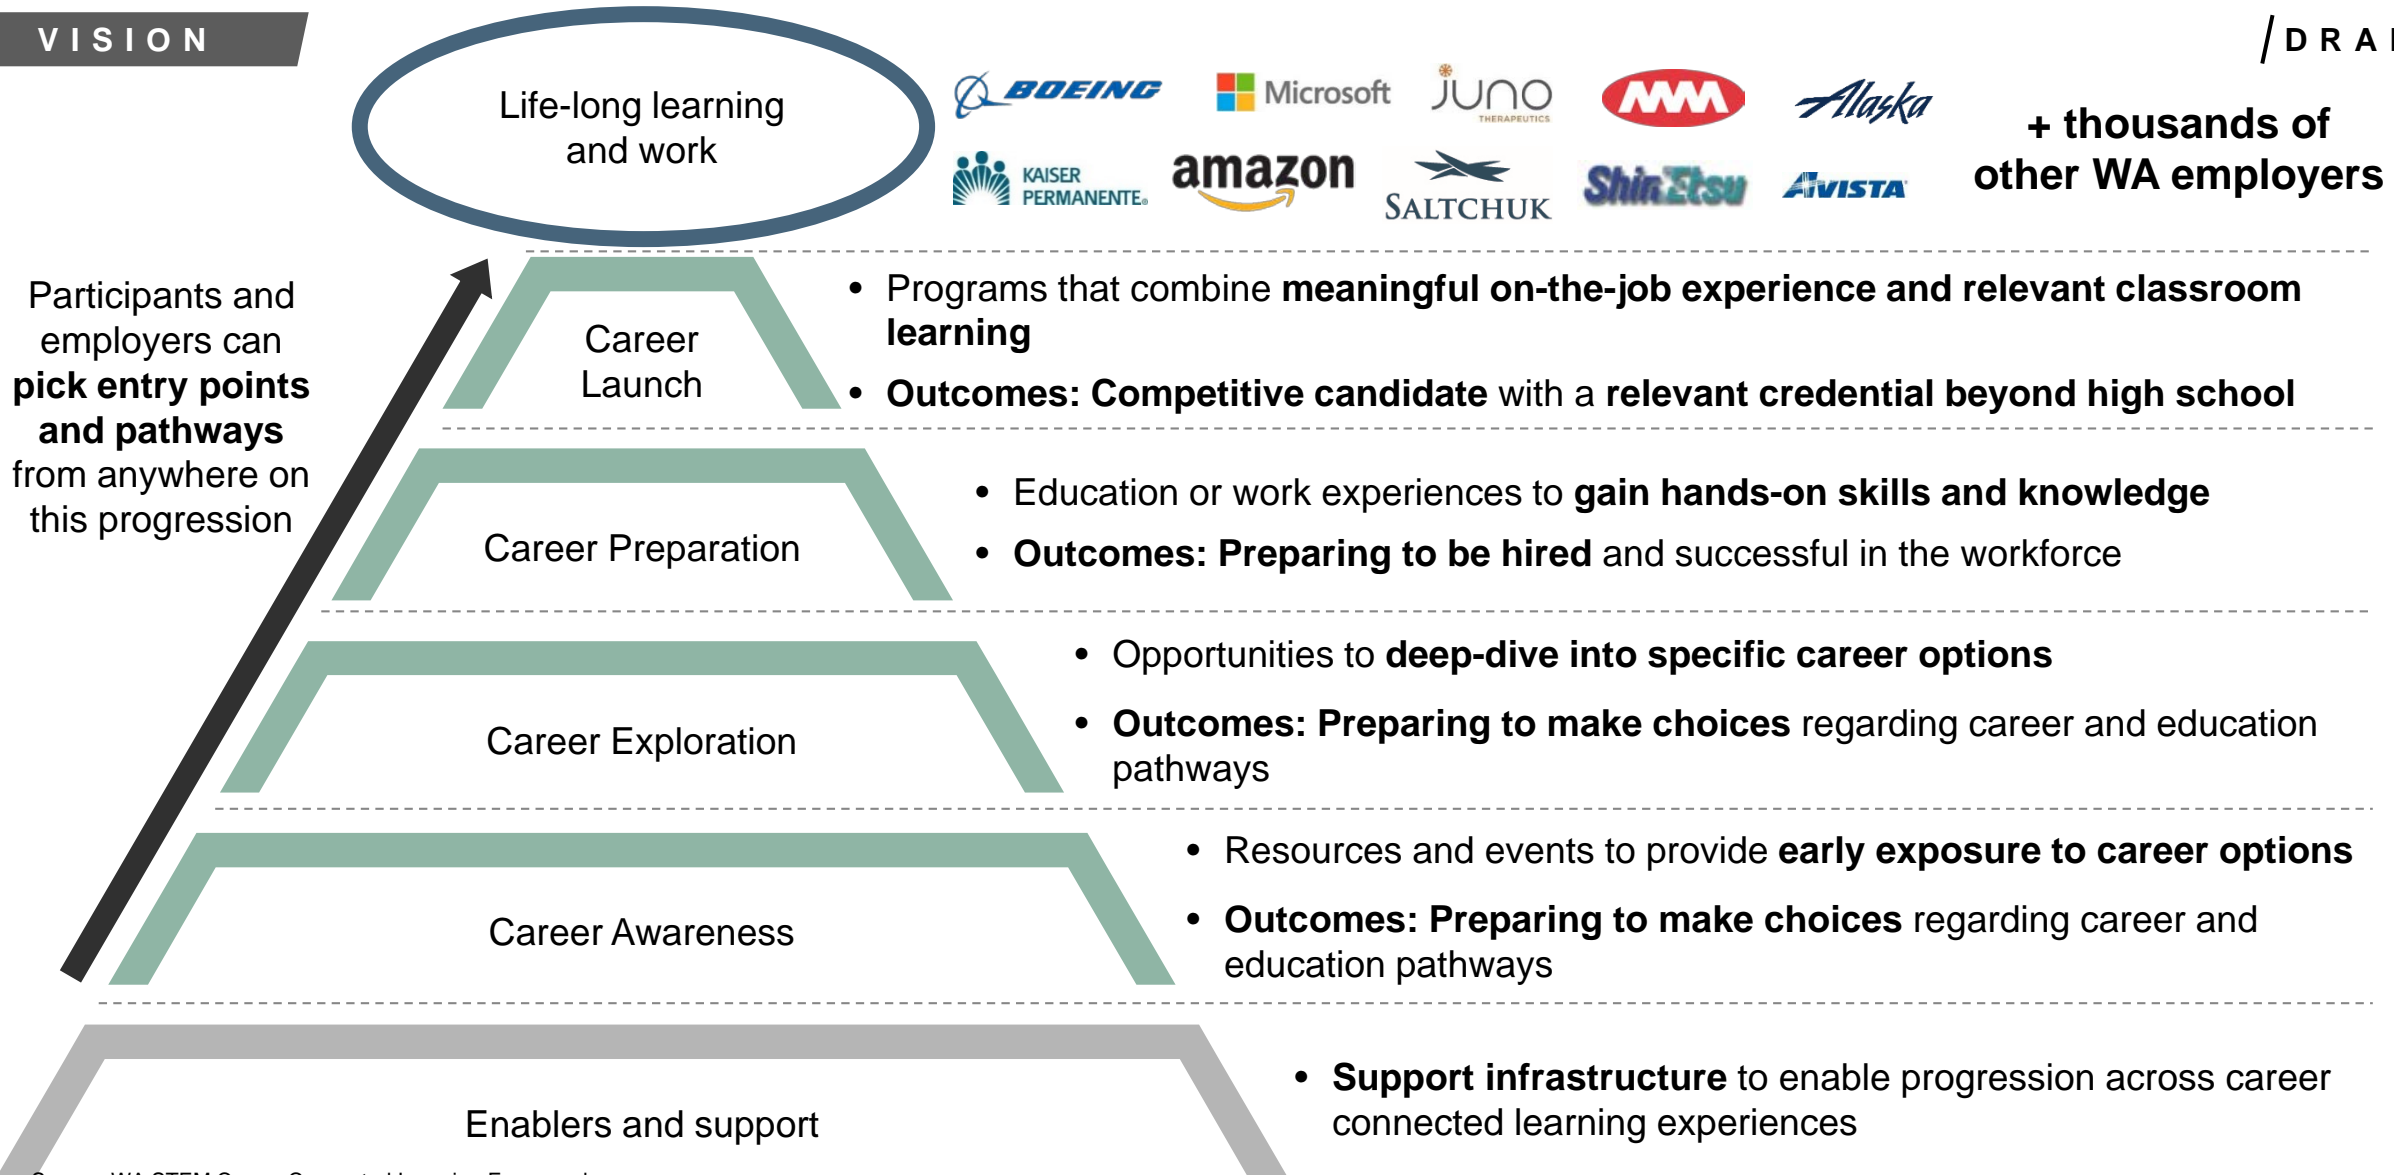 VISION
DRA
Life-long learning
and work
BOEING
Microsoft
juno
THERAPEUTICS
Alaska
+ thousands of
other WA employers
KAISER
PERMANENTE®
amazon
SALTCHUK
ShinEtsu
AVISTA
Participants and
employers can
pick entry points
and pathways
from anywhere on
this progression
Career
Launch
• Programs that combine meaningful on-the-job experience and relevant classroom
learning
• Outcomes: Competitive candidate with a relevant credential beyond high school
Career Preparation
• Education or work experiences to gain hands-on skills and knowledge
• Outcomes: Preparing to be hired and successful in the workforce
Career Exploration
• Opportunities to deep-dive into specific career options
• Outcomes: Preparing to make choices regarding career and education
pathways
Career Awareness
• Resources and events to provide early exposure to career options
• Outcomes: Preparing to make choices regarding career and
education pathways
Enablers and support
• Support infrastructure to enable progression across career
connected learning experiences